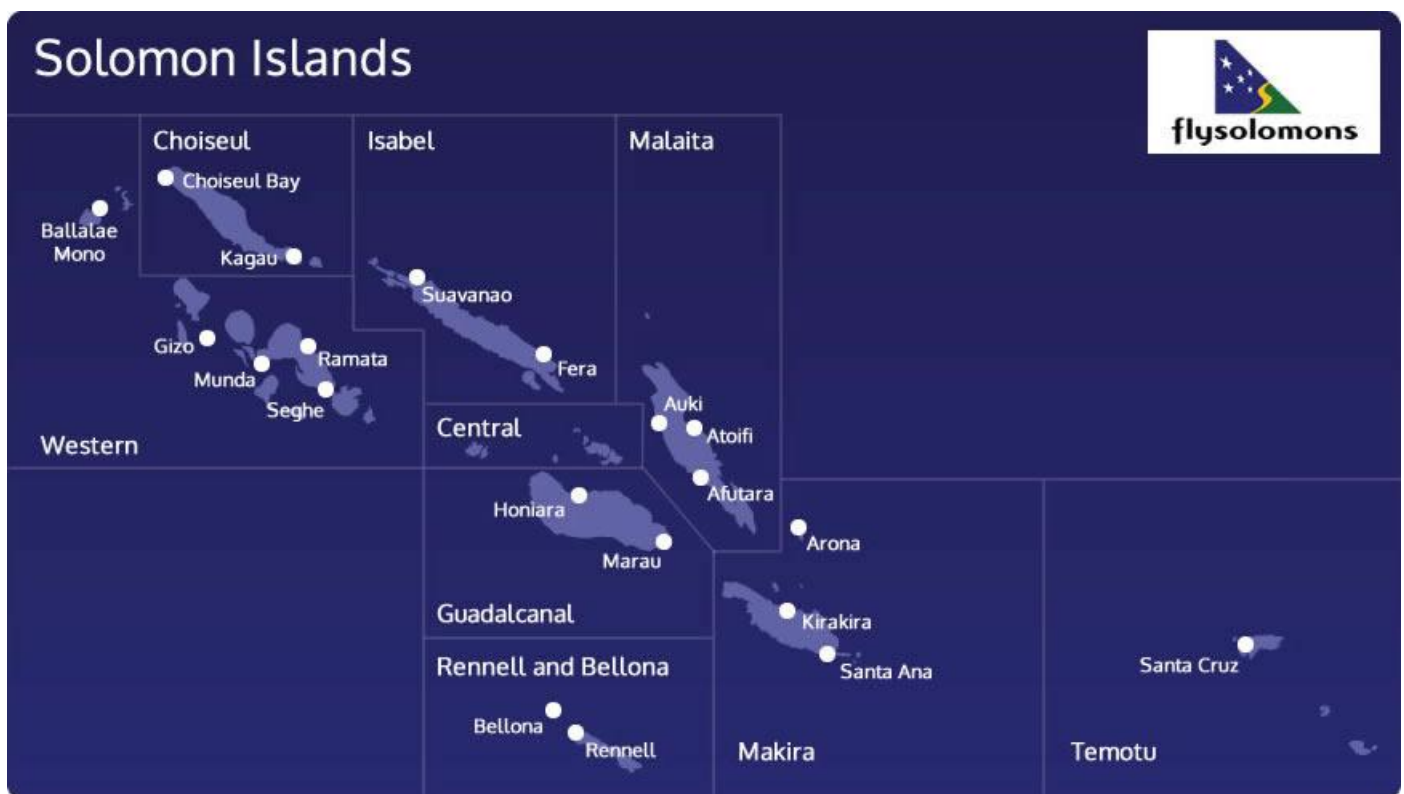 Solomon Islands
flysolomons
Choiseul
Isabel
Malaita
Choiseul Bay
Ballalae
Mono
Kagau
Suavanao
Gizo
Ramata
Munda
Fera
Seghe
Auki
Central
Atoifi
Western
Afutara
Honiara
Arona
Marau
Guadalcanal
Kirakira
Rennell and Bellona
Santa Ana
Santa Cruz
Bellona
Rennell
Makira
Temotu